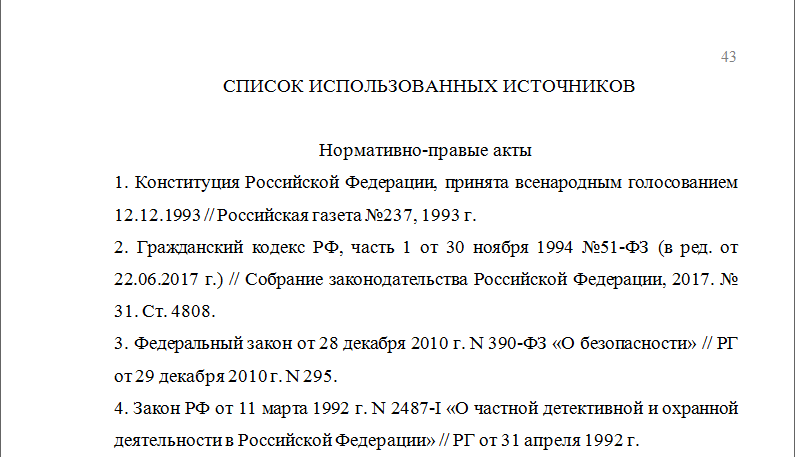 43
СПИСОК ИСПОЛЬЗОВАННЫХ ИСТОЧНИКОВ
Нормативно-правые акты
1. Конституция Российской Федерации, принята всенародным голосованием
12.12.1993 // Российская газета №237, 1993 г.
2. Гражданский кодекс РФ, часть 1 от 30 ноября 1994 №51-ФЗ (в ред. от
22.06.2017 г.) // Собрание законодательства Российской Федерации, 2017. №
31. Ст. 4808.
3. Федеральный закон от 28 декабря 2010 г. N 390-ФЗ «О безопасности» // РГ
от 29 декабря 2010 г. N 295.
4. Закон РФ от 11 марта 1992 г. N 2487-I «О частной детективной и охранной
деятельности в Российской Федерации» // РГ от 31 апреля 1992 г.